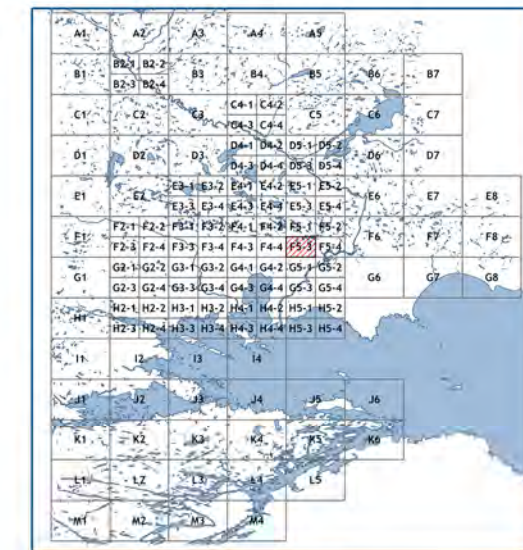 A1 A2 A3 A4 A5
B2-1 B2-2
B1 B3 B4 B5 B6 B7
B2-3 B2-4
C4-1 C4-2
C1 C2 C3 C5 C6 C7
C4-3 C4-4
D4-1 D4-2 D5-1 D5-2
D1 D2 D3 D6 D7
D4-3 D4-4 D5-3 D5-4
E3-1 E3-2 E4-1 E4-2 E5-1 E5-2
E1 E2 E6 E7 E8
E3-3 E3-4 E4-3 E4-4 E5-3 E5-4
F2-1 F2-2 F3-1 F3-2 F4-1 F4-2 F5-1 F5-2
F1 F6 F7 F8
F2-3 F2-4 F3-3 F3-4 F4-3 F4-4 F5-3 F5-4
G2-1 G2-2 G3-1 G3-2 G4-1 G4-2 G5-1 G5-2
G1 G6 G7 G8
G2-3 G2-4 G3-3 G3-4 G4-3 G4-4 G5-3 G5-4
H2-1 H2-2 H3-1 H3-2 H4-1 H4-2 H5-1 H5-2
H1
H2-3 H2-4 H3-3 H3-4 H4-3 H4-4 H5-3 H5-4
I1 I2 I3 I4
J1 J2 J3 J4 J5 J6
K1 K2 K3 K4 K5 K6
L1 L2 L3 L4 L5
M1 M2 M3 M4